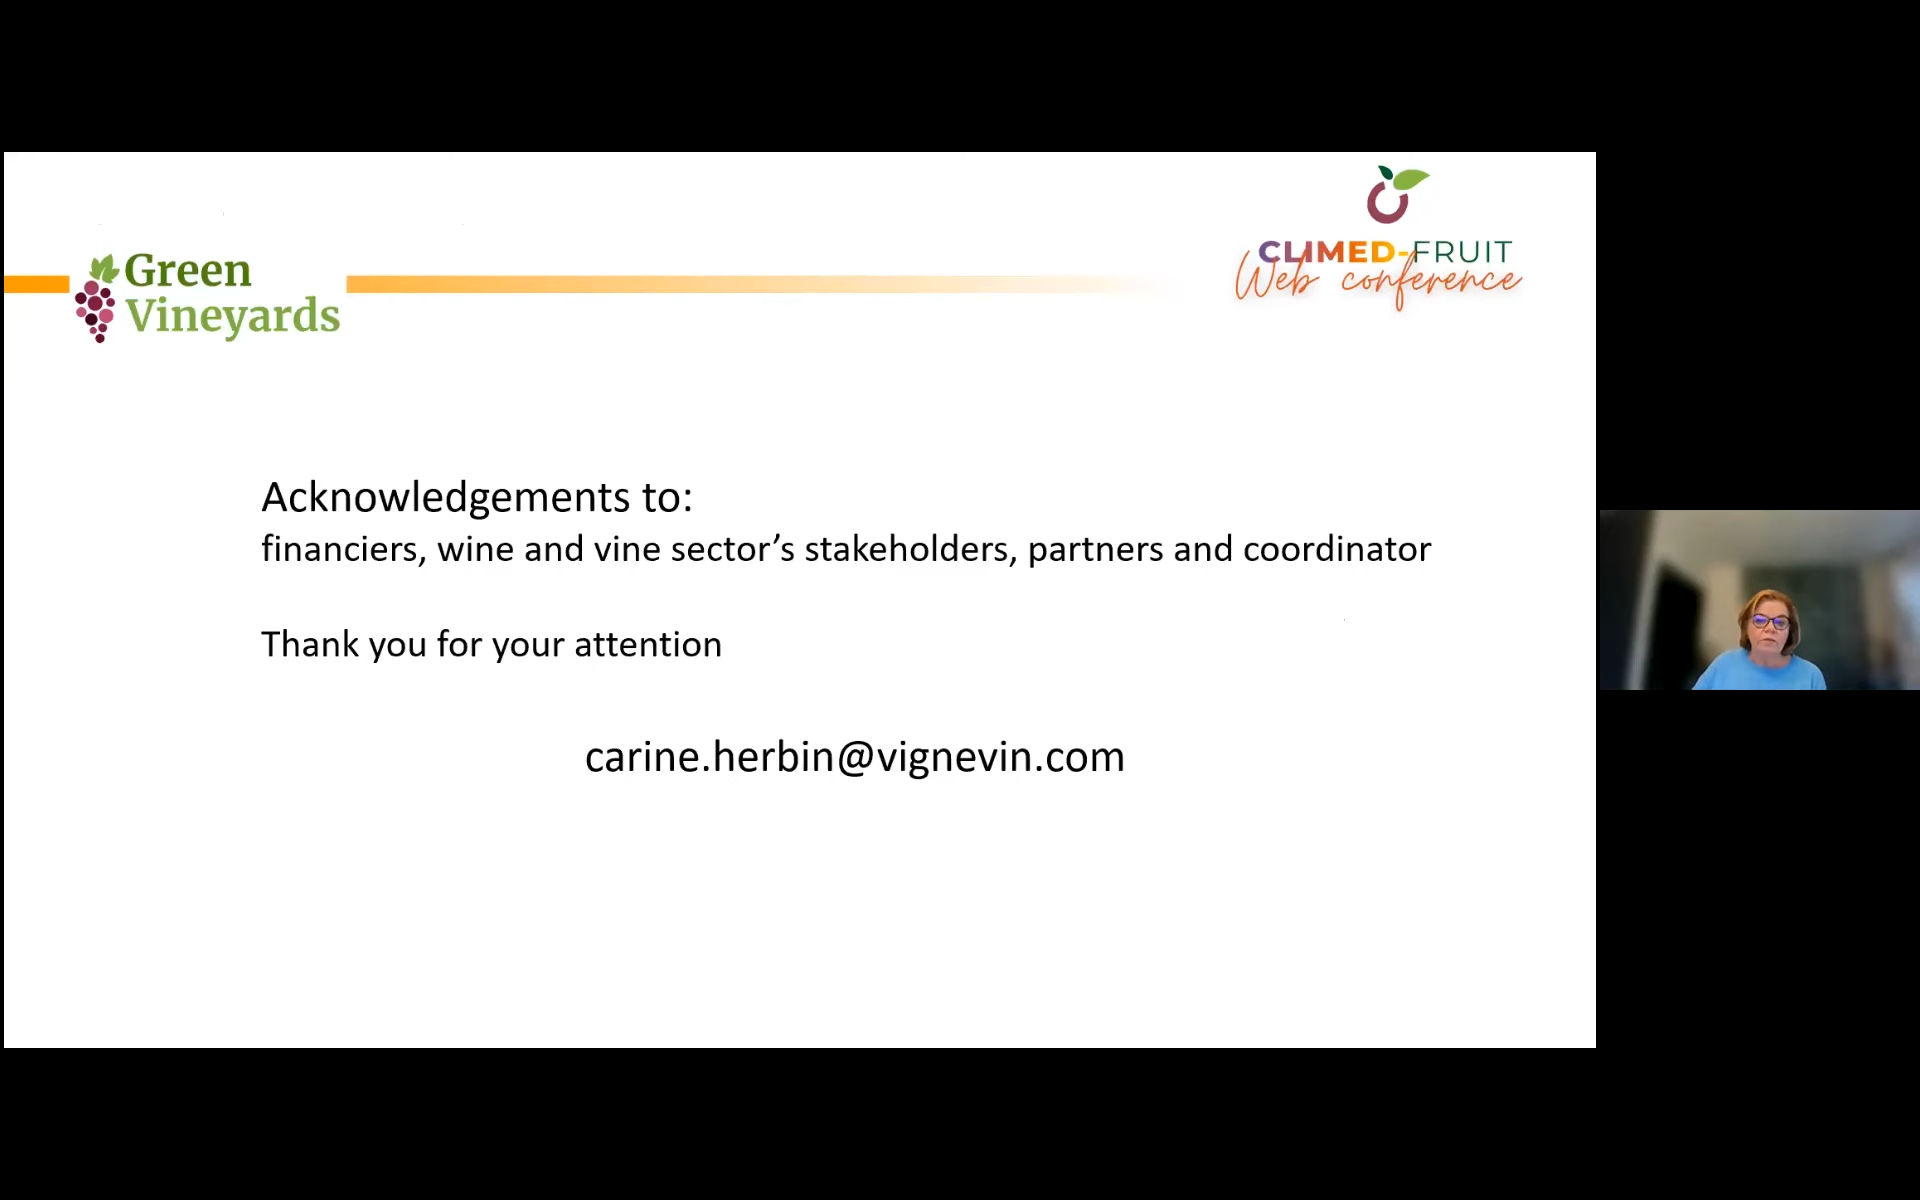 Green
Vineyards
CLIMED-FRUIT
Web conference
Acknowledgements to:
financiers, wine and vine sector’s stakeholders, partners and coordinator
Thank you for your attention
carine.herbin@vignevin.com